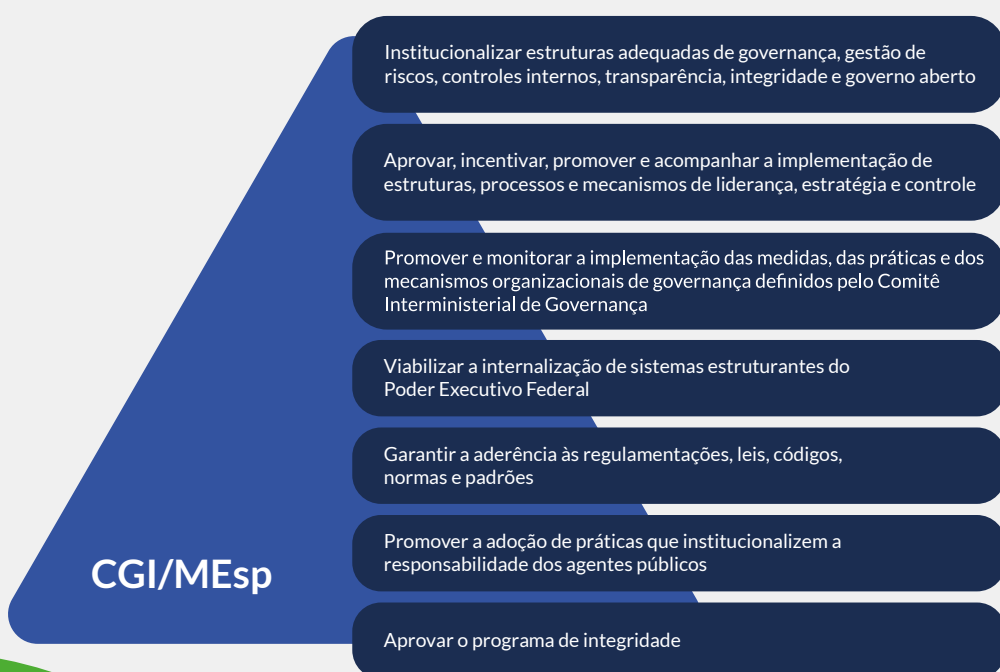 Institucionalizar estruturas adequadas de governança, gestão de
riscos, controles internos, transparência, integridade e governo aberto
Aprovar, incentivar, promover e acompanhar a implementação de
estruturas, processos e mecanismos de liderança, estratégia e controle
Promover e monitorar a implementação das medidas, das práticas e dos
mecanismos organizacionais de governança definidos pelo Comitê
Interministerial de Governança
Viabilizar a internalização de sistemas estruturantes do
Poder Executivo Federal
Garantir a aderência às regulamentações, leis, códigos,
normas e padrões
Promover a adoção de práticas que institucionalizem a
responsabilidade dos agentes públicos
CGI/MEsp
Aprovar o programa de integridade